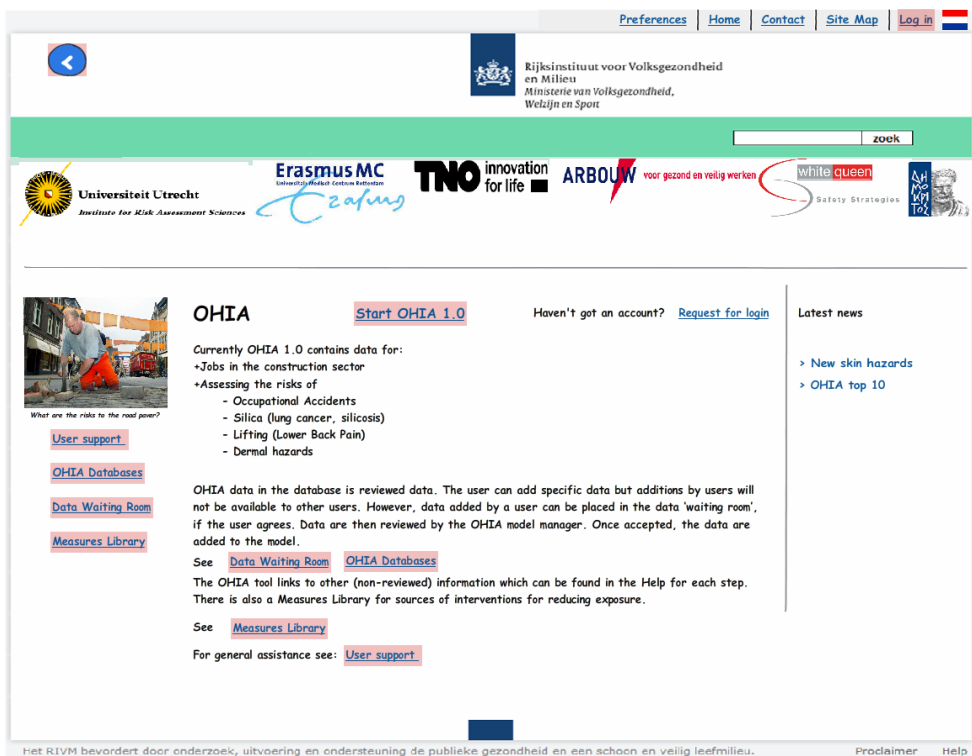 Preferences Home Contact Site Map Log in
Rijksinstituut voor Volksgezondheid
en Milieu
Ministerie van Volksgezondheid,
Welzijn en Sport
zoek
Universiteit Utrecht
Institute for Risk Assessment Sciences
Erasmus MC
Universitair Medisch Centrum Rotterdam
TNO innovation
for life
ARBOUW voor gezond en veilig werken
white queen
Safety Strategies
ΔΗ
ΜΟ
ΚΡΙ
ΤΟΣ
OHIA Start OHIA 1.0 Haven't got an account? Request for login
Currently OHIA 1.0 contains data for:
+Jobs in the construction sector
+Assessing the risks of
- Occupational Accidents
- Silica (lung cancer, silicosis)
- Lifting (Lower Back Pain)
- Dermal hazards
What are the risks to the road paver?
User support
OHIA Databases
Data Waiting Room
Measures Library
OHIA data in the database is reviewed data. The user can add specific data but additions by users will
not be available to other users. However, data added by a user can be placed in the data 'waiting room',
if the user agrees. Data are then reviewed by the OHIA model manager. Once accepted, the data are
added to the model.
See Data Waiting Room OHIA Databases
The OHIA tool links to other (non-reviewed) information which can be found in the Help for each step.
There is also a Measures Library for sources of interventions for reducing exposure.
See Measures Library
For general assistance see: User support
Latest news
> New skin hazards
> OHIA top 10
Het RIVM bevordert door onderzoek, uitvoering en ondersteuning de publieke gezondheid en een schoon en veilig leefmilieu. Proclaimer Help